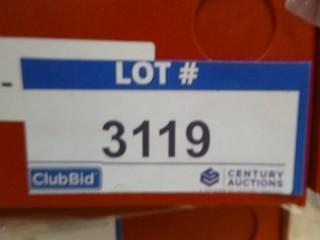 LOT #
3119
ClubBid
CENTURY
AUCTIONS